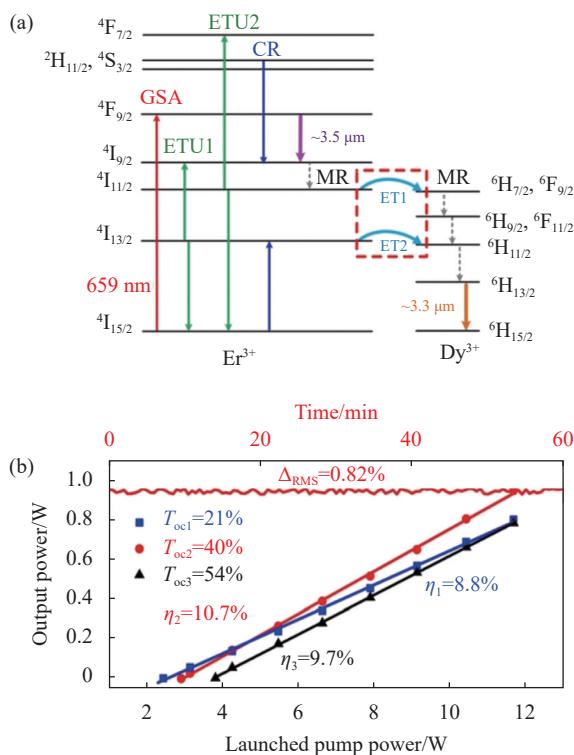 (a)
⁴F₇/₂
ETU2
²H₁₁/₂, ⁴S₃/₂
CR
GSA
⁴F₉/₂
~3.5 μm
ETU1
⁴I₉/₂
MR
⁴I₁₁/₂
MR
⁶H₇/₂, ⁶F₉/₂
ET1
⁶H₉/₂, ⁶F₁₁/₂
⁴I₁₃/₂
ET2
⁶H₁₁/₂
659 nm
⁶H₁₃/₂
~3.3 μm
⁴I₁₅/₂
⁶H₁₅/₂
Er³⁺
Dy³⁺
Time/min
0 20 40 60
(b)
Δ_RMS=0.82%
T_oc1=21%
T_oc2=40%
T_oc3=54%
η₁=8.8%
η₂=10.7%
η₃=9.7%
Output power/W
1.0
0.8
0.6
0.4
0.2
0
2 4 6 8 10 12
Launched pump power/W